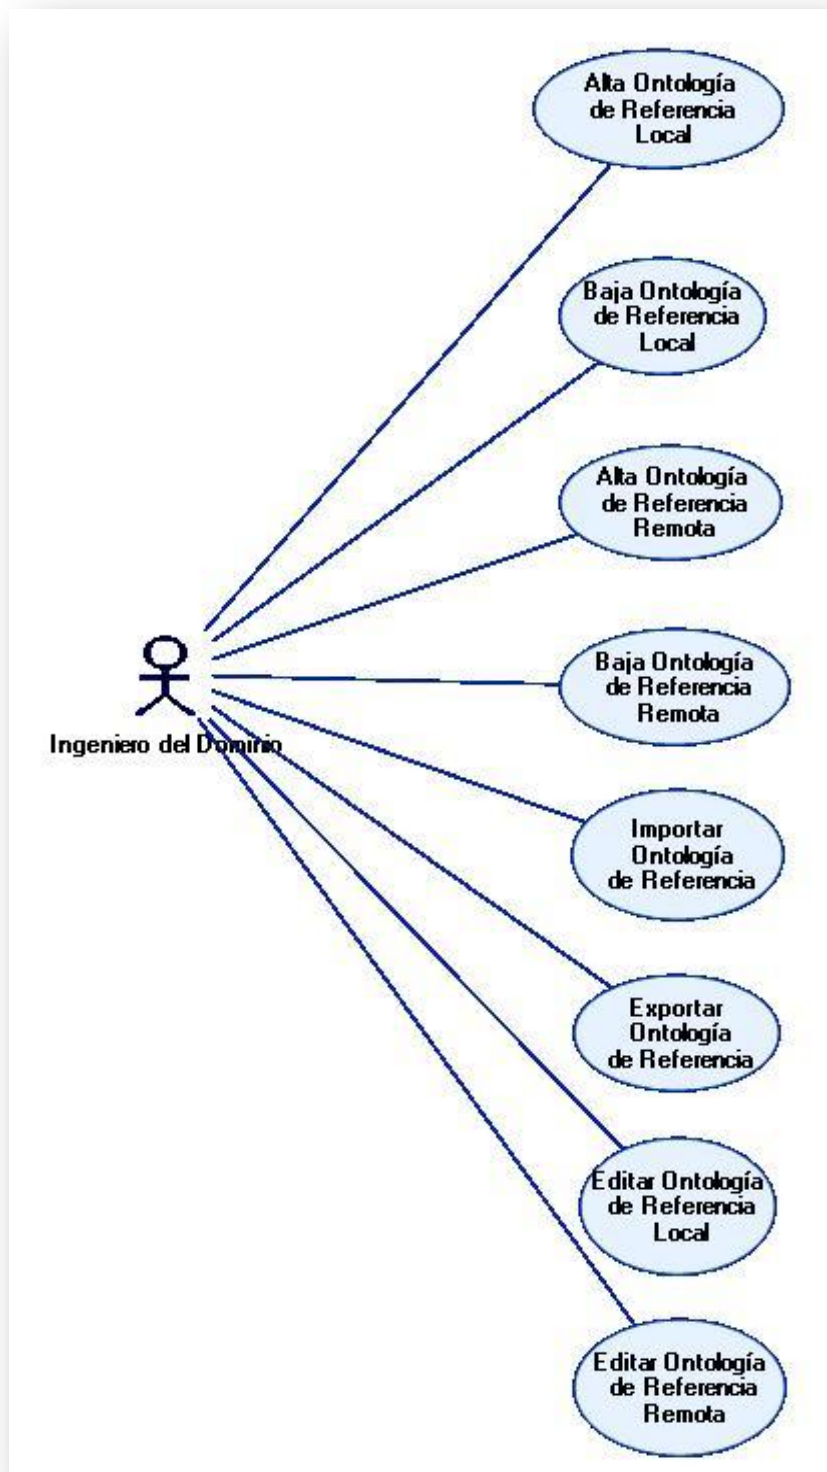 Alta Ontología
de Referencia
Local
Baja Ontología
de Referencia
Local
Alta Ontología
de Referencia
Remota
Baja Ontología
de Referencia
Remota
Ingeniero del Dominio
Importar
Ontología
de Referencia
Exportar
Ontología
de Referencia
Editar Ontología
de Referencia
Local
Editar Ontología
de Referencia
Remota